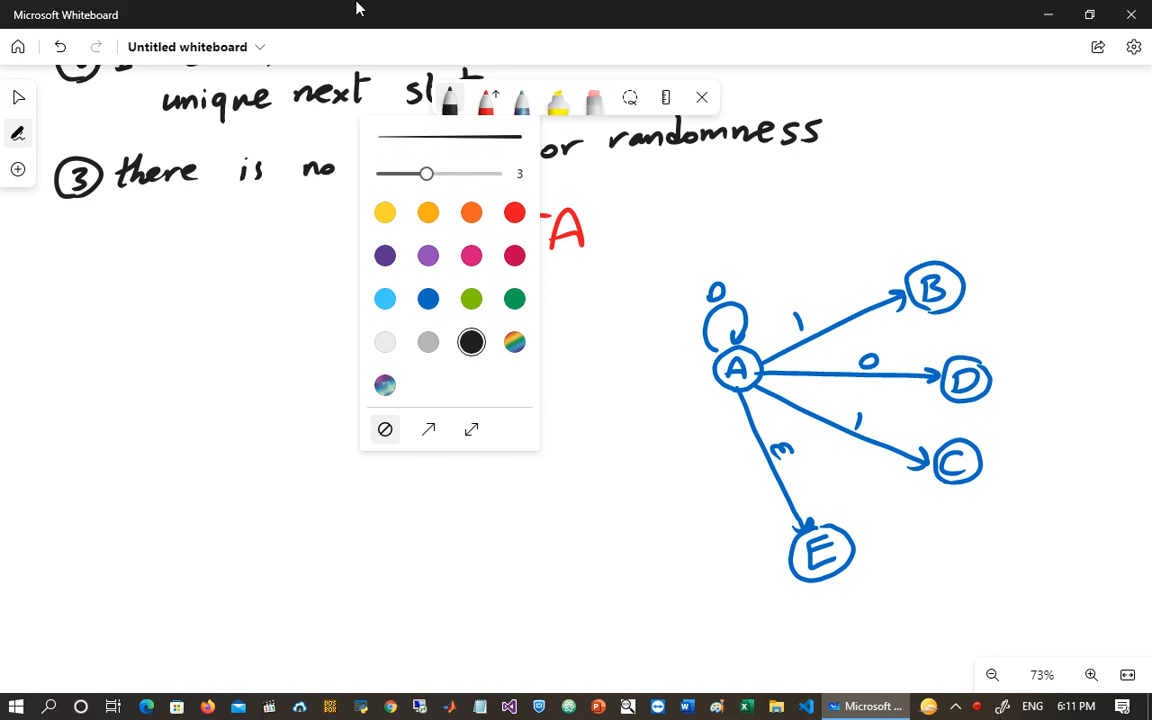 Microsoft Whiteboard
Untitled whiteboard
unique next
③ there is no
or randomness
3
A
0
1
B
A
0
D
1
C
E
73%
Microsoft ...
ENG
6:11 PM